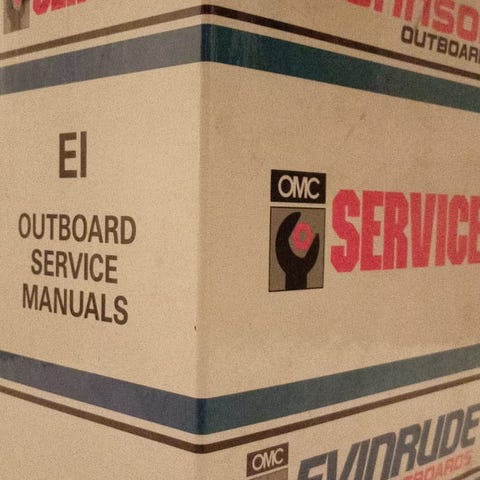 OUTBOARD
EI
OUTBOARD
SERVICE
MANUALS
OMC
SERVICE
OMC
EVINRUDE